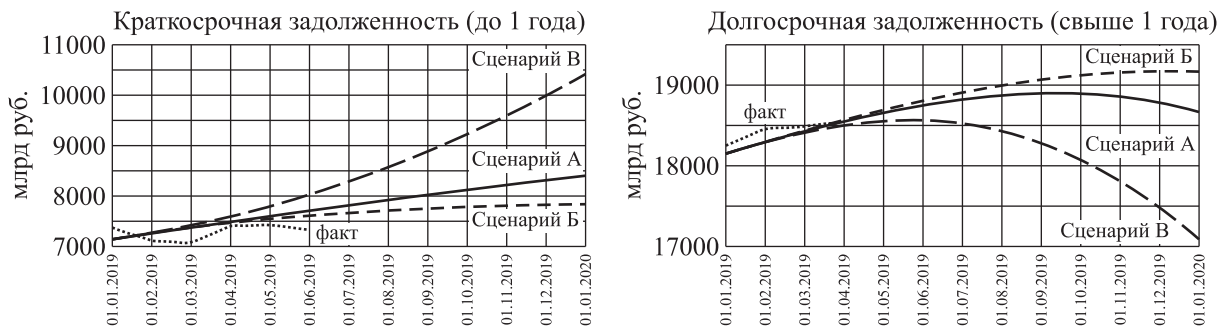 Краткосрочная задолженность (до 1 года)
млрд руб.
11000
10000
9000
8000
7000
Сценарий В
Сценарий А
Сценарий Б
факт
01.01.2019
01.02.2019
01.03.2019
01.04.2019
01.05.2019
01.06.2019
01.07.2019
01.08.2019
01.09.2019
01.10.2019
01.11.2019
01.12.2019
01.01.2020
Долгосрочная задолженность (свыше 1 года)
млрд руб.
19000
18000
17000
Сценарий Б
факт
Сценарий А
Сценарий В
01.01.2019
01.02.2019
01.03.2019
01.04.2019
01.05.2019
01.06.2019
01.07.2019
01.08.2019
01.09.2019
01.10.2019
01.11.2019
01.12.2019
01.01.2020